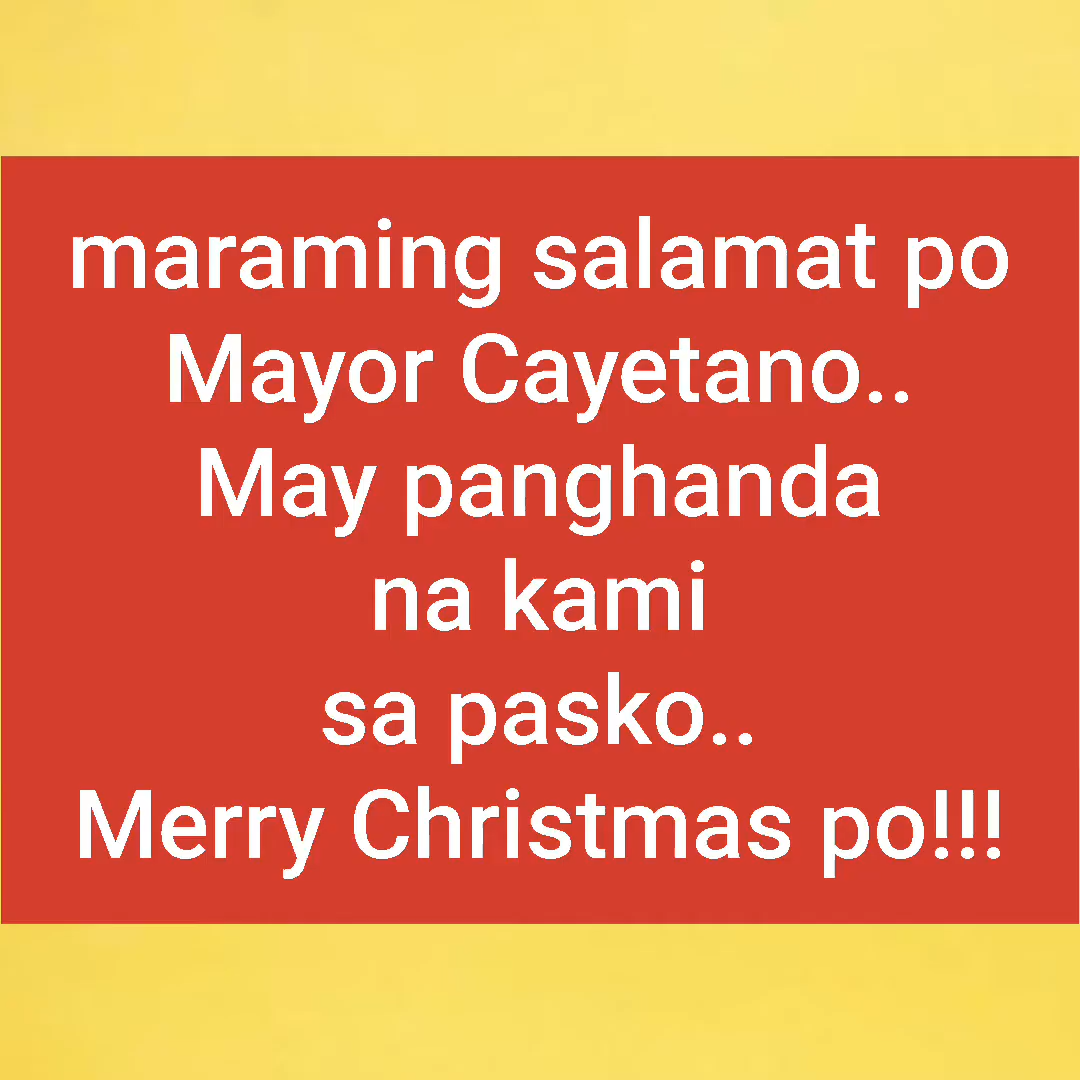 maraming salamat po
Mayor Cayetano..
May panghanda
na kami
sa pasko..
Merry Christmas po!!!